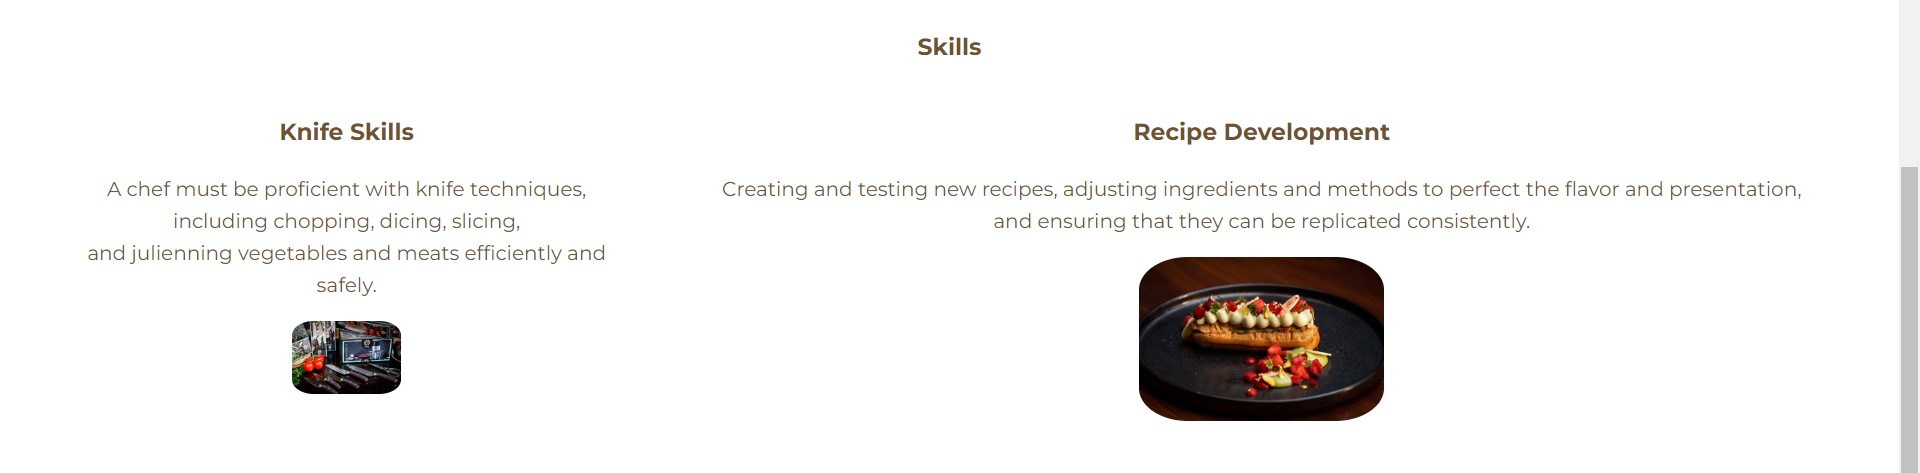 Skills
Knife Skills
A chef must be proficient with knife techniques,
including chopping, dicing, slicing,
and julienning vegetables and meats efficiently and
safely.
Recipe Development
Creating and testing new recipes, adjusting ingredients and methods to perfect the flavor and presentation,
and ensuring that they can be replicated consistently.